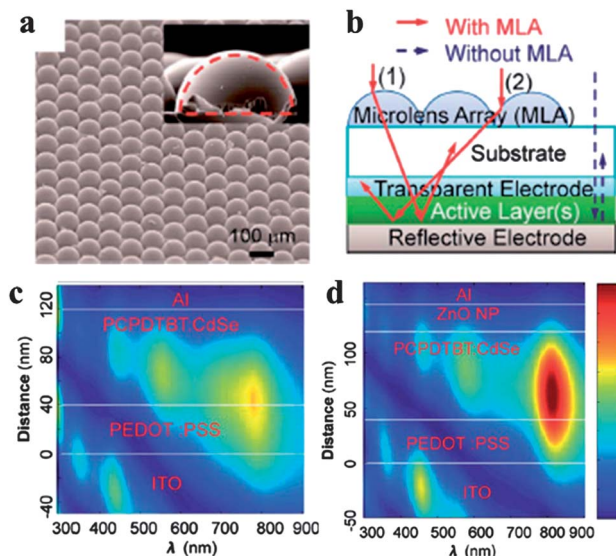 a
100 µm
b
With MLA
Without MLA
(1)
(2)
Microlens Array (MLA)
Substrate
Transparent Electrode
Active Layer(s)
Reflective Electrode
c
Distance (nm)
120
80
40
0
-40
Al
PCPDTBT:CdSe
PEDOT :PSS
ITO
300 400 500 600 700 800 900
λ (nm)
d
Distance (nm)
100
50
0
-50
Al
ZnO NP
PCPDTBT:CdSe
PEDOT :PSS
ITO
300 400 500 600 700 800 900
λ (nm)